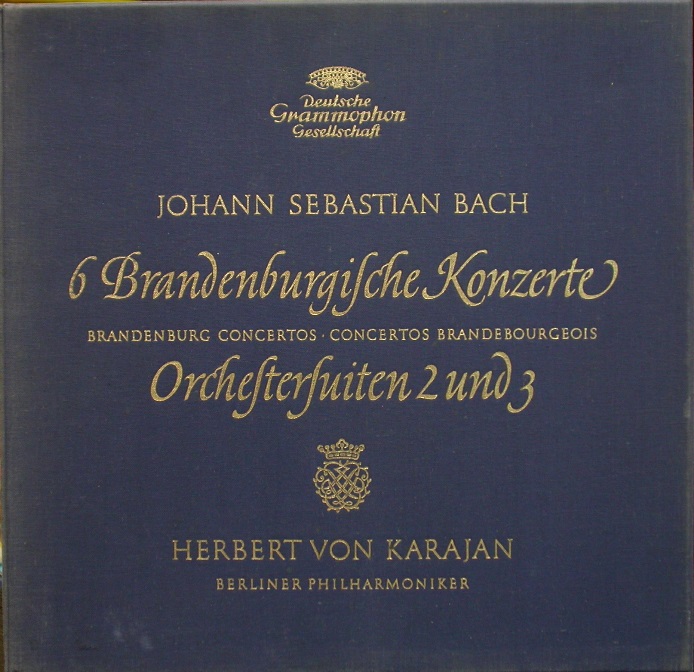 Deutsche
Grammophon
Gesellschaft
JOHANN SEBASTIAN BACH
6 Brandenburgiſche Konzerte
BRANDENBURG CONCERTOS · CONCERTOS BRANDEBOURGEOIS
Orcheſterſuiten 2 und 3
HERBERT VON KARAJAN
BERLINER PHILHARMONIKER